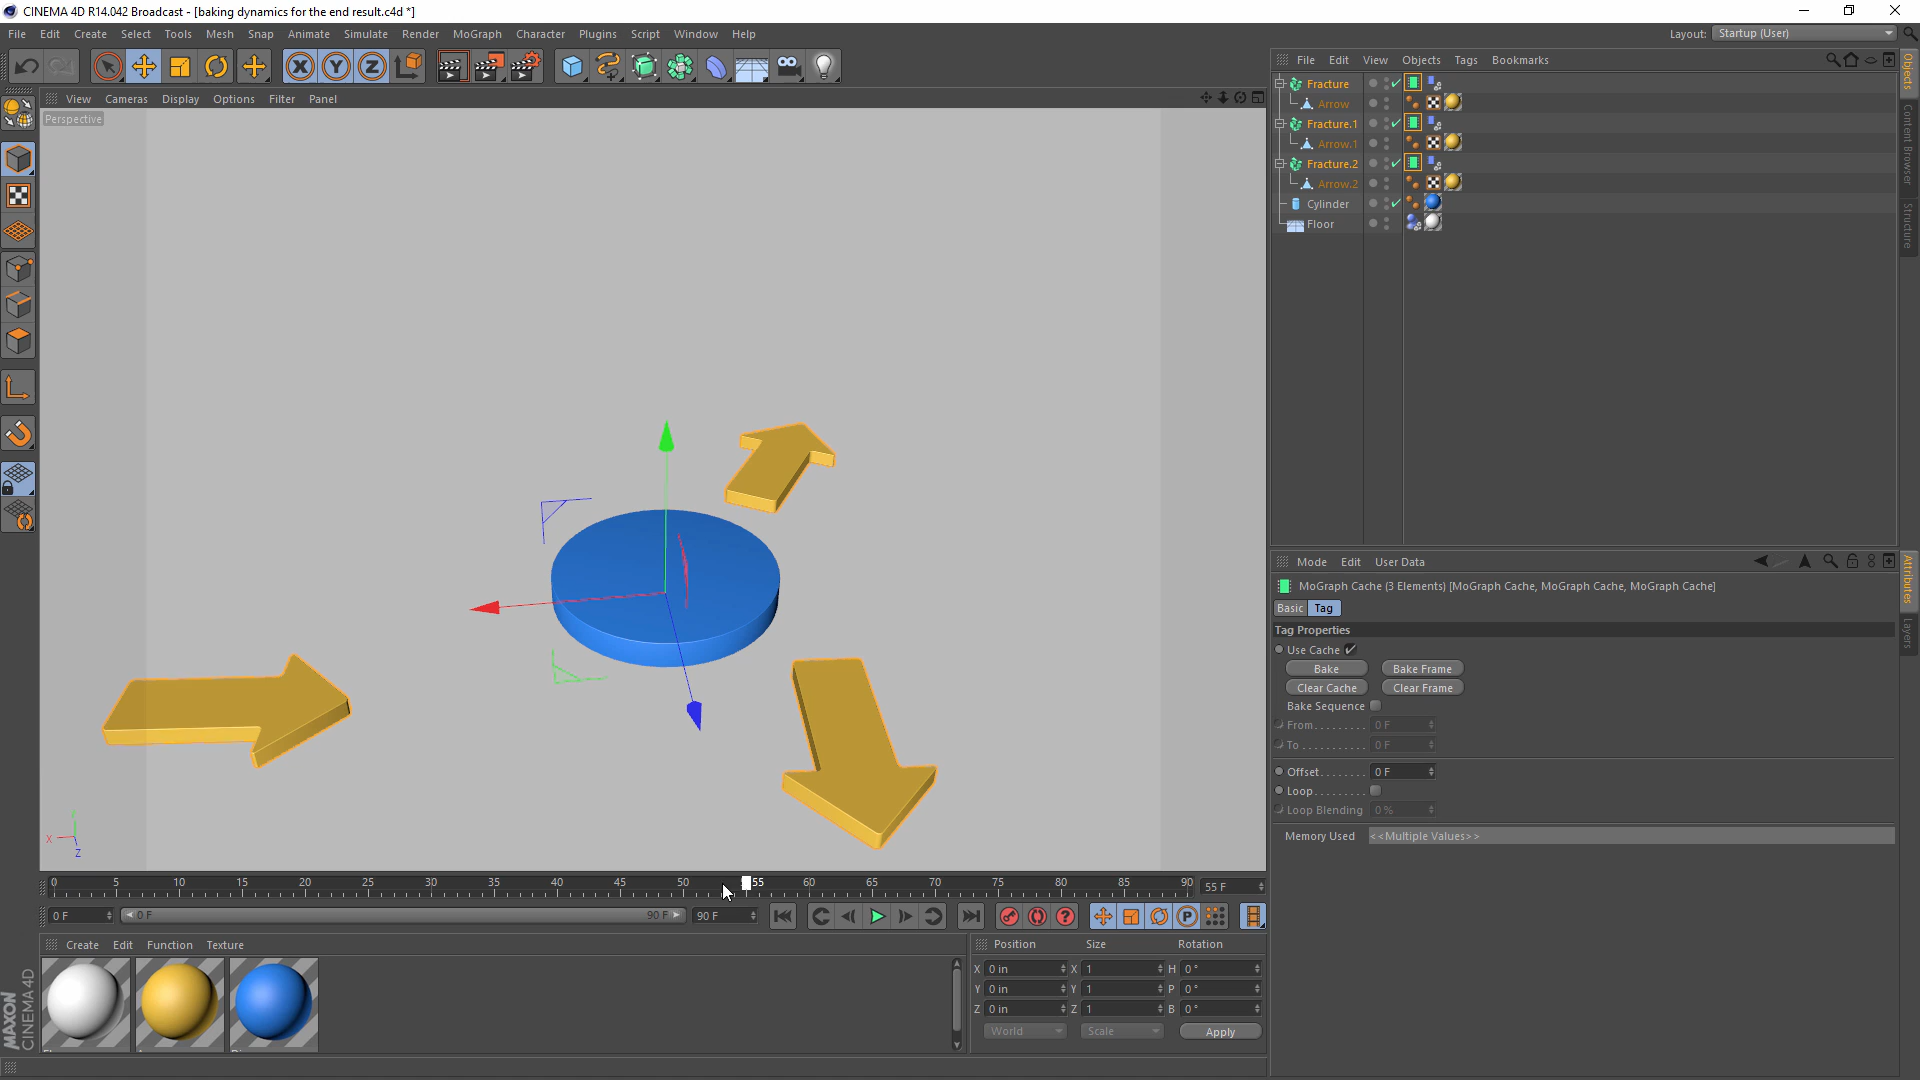 CINEMA 4D R14.042 Broadcast - [baking dynamics for the end result.c4d *]
File Edit Create Select Tools Mesh Snap Animate Simulate Render MoGraph Character Plugins Script Window Help
Layout: Startup (User)
File Edit View Objects Tags Bookmarks
View Cameras Display Options Filter Panel
Perspective
Fracture
Arrow
Fracture.1
Arrow.1
Fracture.2
Arrow.2
Cylinder
Floor
Objects
Content Browser
Structure
Mode Edit User Data
MoGraph Cache (3 Elements) [MoGraph Cache, MoGraph Cache, MoGraph Cache]
Basic Tag
Tag Properties
Use Cache
Bake Bake Frame
Clear Cache Clear Frame
Bake Sequence
From . . . . . . . . 0 F
To . . . . . . . . . . 0 F
Offset. . . . . . . 0 F
Loop. . . . . . . . .
Loop Blending 0 %
Memory Used <<Multiple Values>>
Attributes
Layers
X Y Z
0 5 10 15 20 25 30 35 40 45 50 55 60 65 70 75 80 85 90 55 F
0 F 0 F 90 F 90 F
Create Edit Function Texture
Position Size Rotation
X 0 in X 1 H 0 °
Y 0 in Y 1 P 0 °
Z 0 in Z 1 B 0 °
World Scale Apply
MAXON
CINEMA 4D